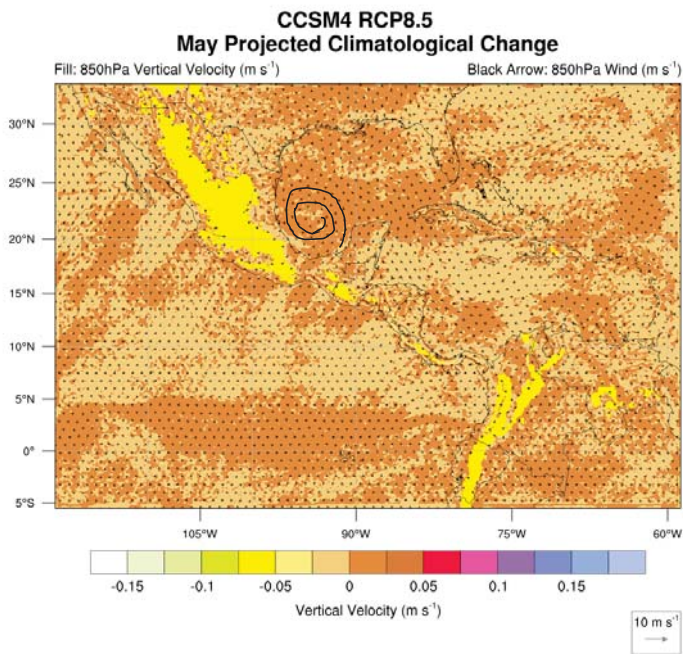 CCSM4 RCP8.5
May Projected Climatological Change
Fill: 850hPa Vertical Velocity (m s⁻¹) Black Arrow: 850hPa Wind (m s⁻¹)
30°N
25°N
20°N
15°N
10°N
5°N
0°
5°S
105°W 90°W 75°W 60°W
-0.15 -0.1 -0.05 0 0.05 0.1 0.15
Vertical Velocity (m s⁻¹)
10 m s⁻¹